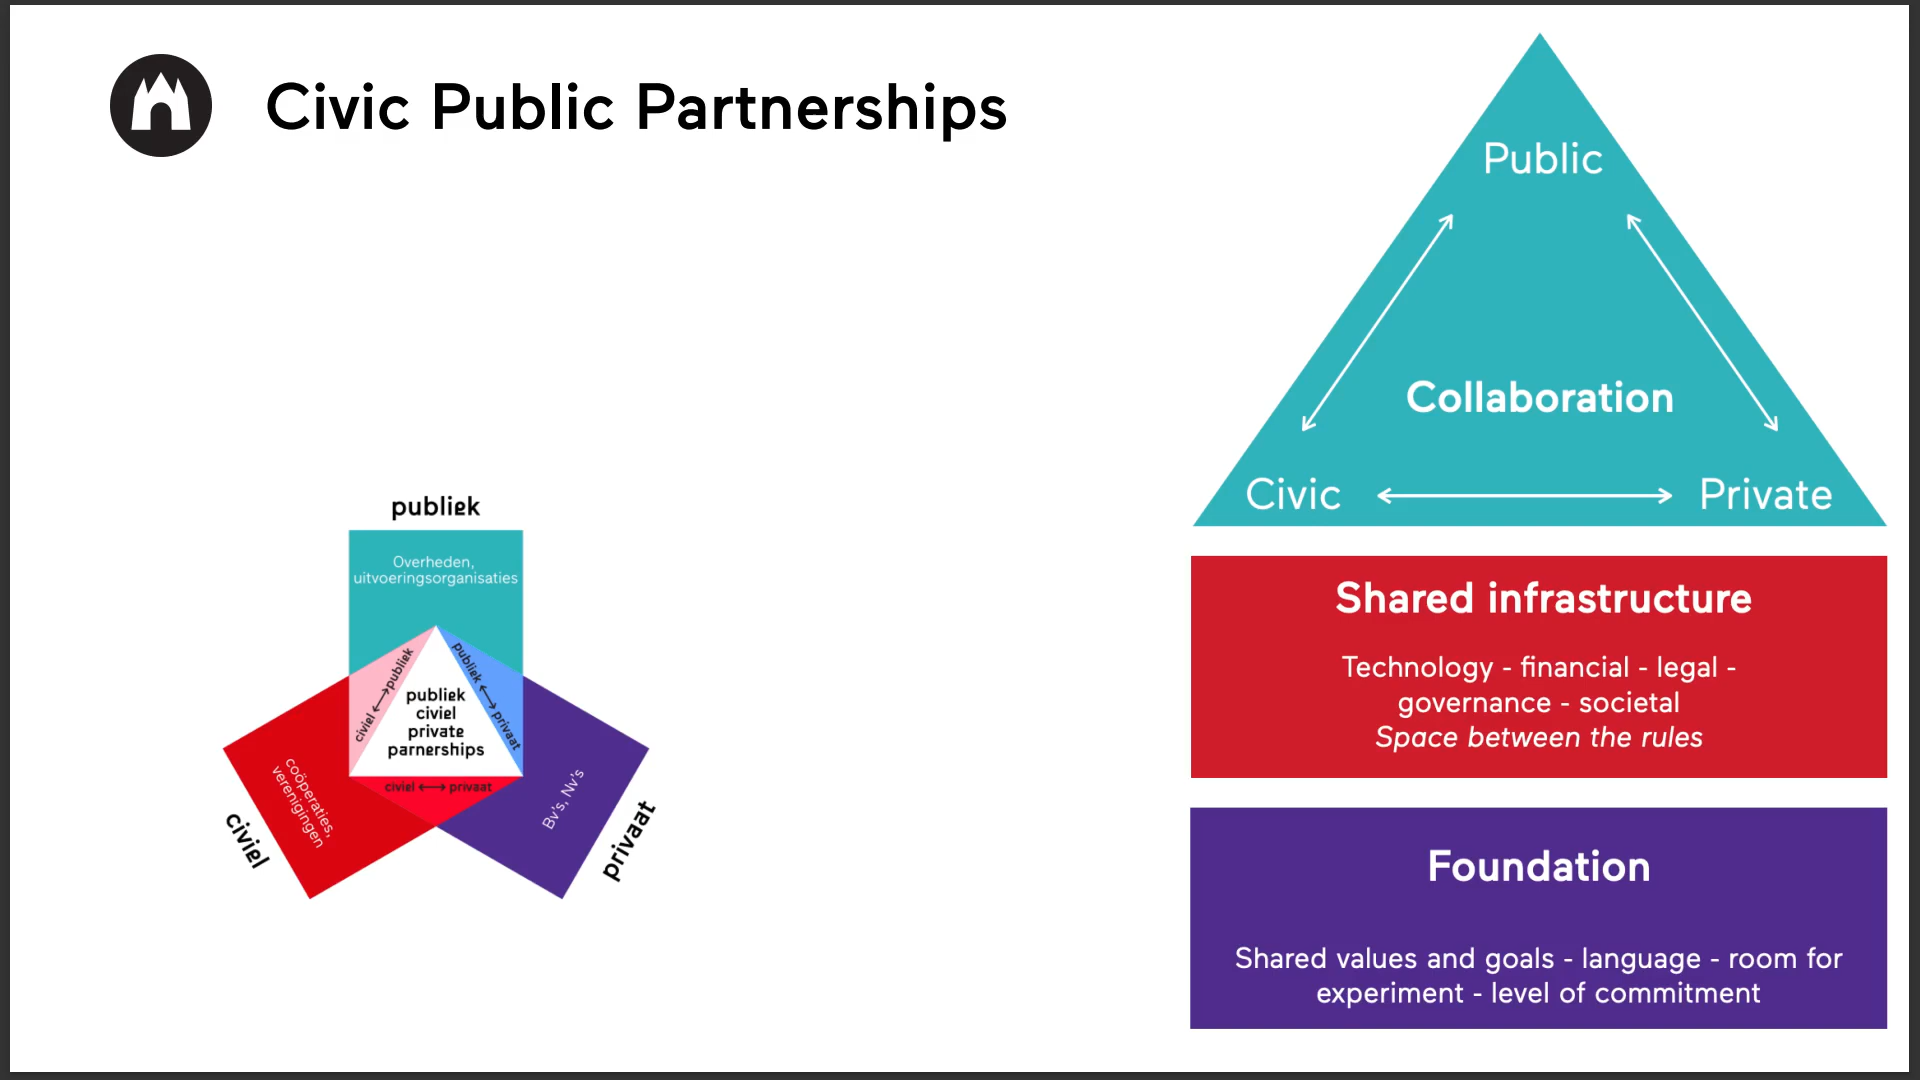 Civic Public Partnerships
publiek
Overheden,
uitvoeringsorganisaties
civiel ⟷ publiek
publiek ⟷ privaat
publiek
civiel
private
parnerships
civiel ⟷ privaat
coöperaties,
verenigingen
Bv's, Nv's
civiel
privaat
Public
Collaboration
Civic
Private
Shared infrastructure
Technology - financial - legal -
governance - societal
Space between the rules
Foundation
Shared values and goals - language - room for
experiment - level of commitment